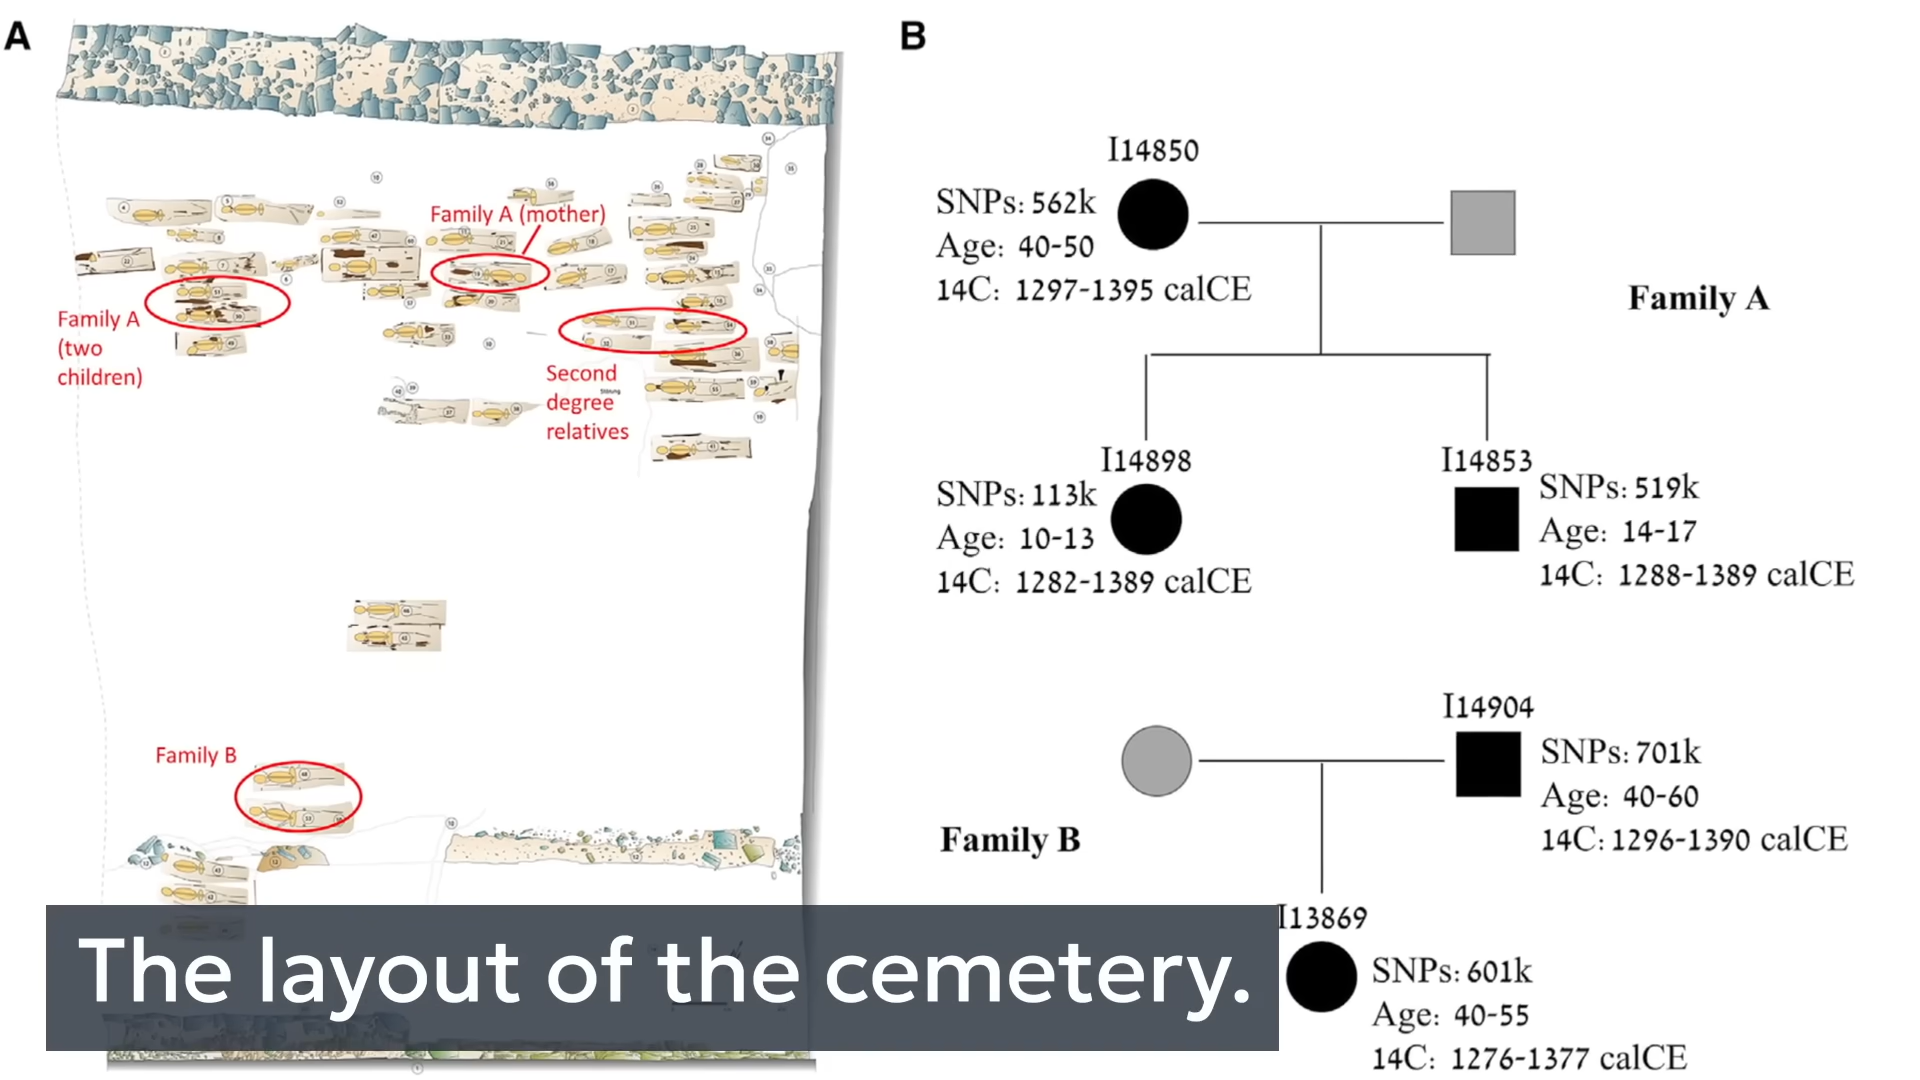 A
Family A (mother)
Family A
(two
children)
Second
degree
relatives
Störung
Family B
B
I14850
SNPs: 562k
Age: 40-50
14C: 1297-1395 calCE
Family A
I14898
SNPs: 113k
Age: 10-13
14C: 1282-1389 calCE
I14853
SNPs: 519k
Age: 14-17
14C: 1288-1389 calCE
I14904
SNPs: 701k
Age: 40-60
14C: 1296-1390 calCE
Family B
I13869
SNPs: 601k
Age: 40-55
14C: 1276-1377 calCE
The layout of the cemetery.